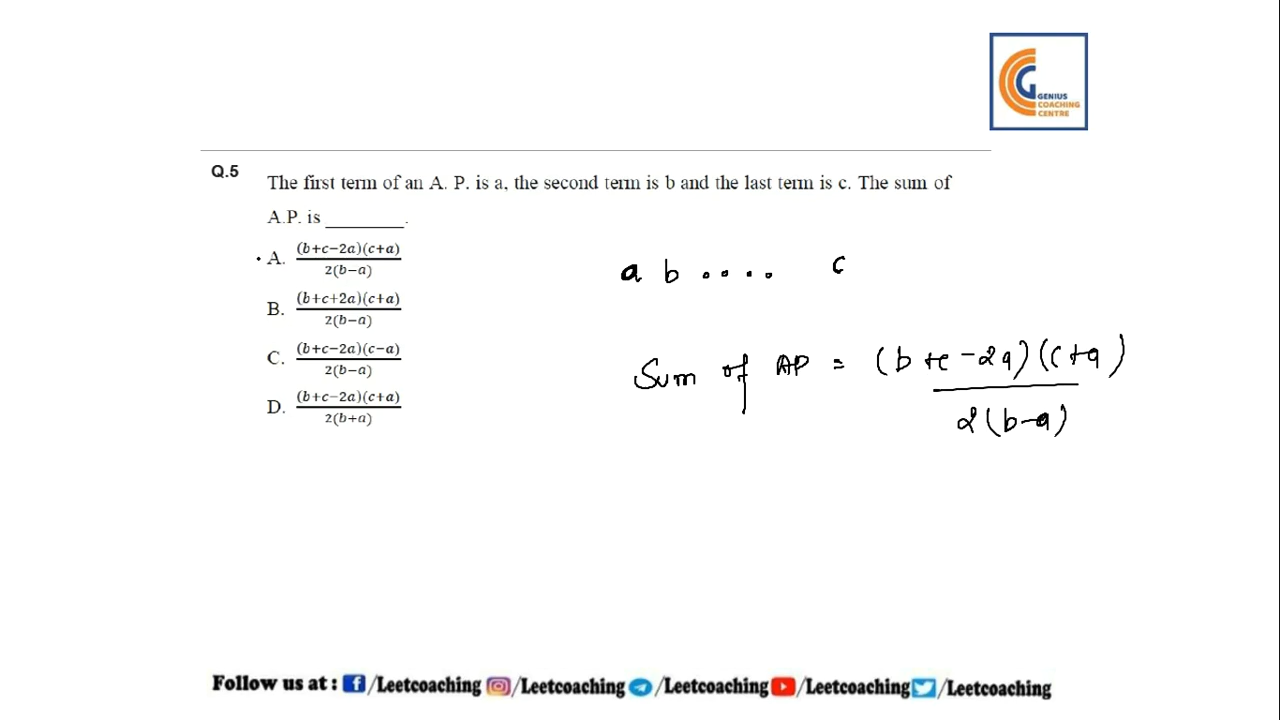 GENIUS
COACHING
CENTRE
Q.5
The first term of an A. P. is a, the second term is b and the last term is c. The sum of
A.P. is ________.
• A. (b+c−2a)(c+a)
2(b−a)
B. (b+c+2a)(c+a)
2(b−a)
C. (b+c−2a)(c−a)
2(b−a)
D. (b+c−2a)(c+a)
2(b+a)
a b .... c
Sum of AP = (b+c-2a)(c+a)
2(b-a)
Follow us at : /Leetcoaching /Leetcoaching /Leetcoaching /Leetcoaching /Leetcoaching